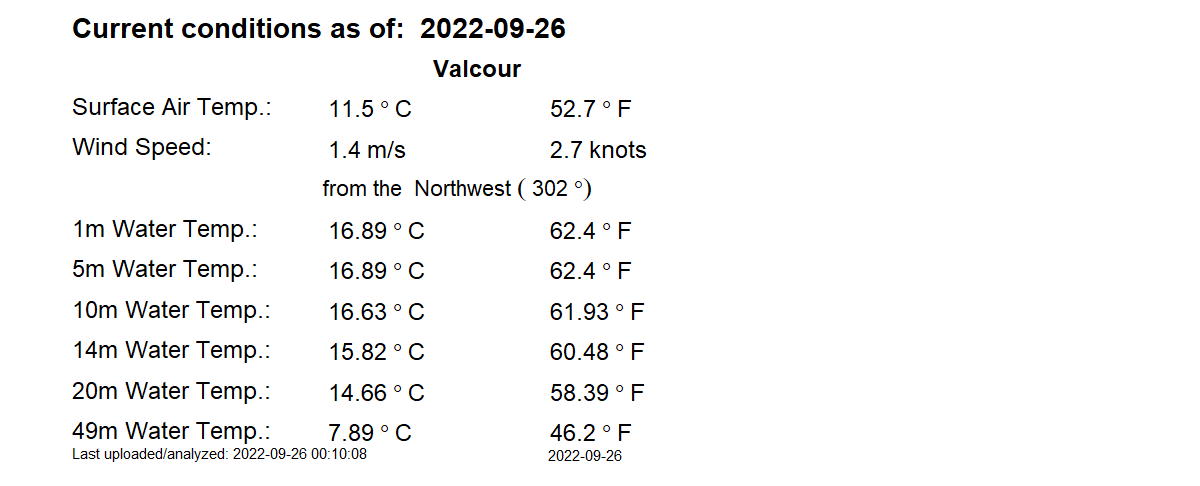 Current conditions as of: 2022-09-26
Valcour
Surface Air Temp.: 11.5 ° C 52.7 ° F
Wind Speed: 1.4 m/s 2.7 knots
from the Northwest ( 302 °)
1m Water Temp.: 16.89 ° C 62.4 ° F
5m Water Temp.: 16.89 ° C 62.4 ° F
10m Water Temp.: 16.63 ° C 61.93 ° F
14m Water Temp.: 15.82 ° C 60.48 ° F
20m Water Temp.: 14.66 ° C 58.39 ° F
49m Water Temp.: 7.89 ° C 46.2 ° F
Last uploaded/analyzed: 2022-09-26 00:10:08 2022-09-26